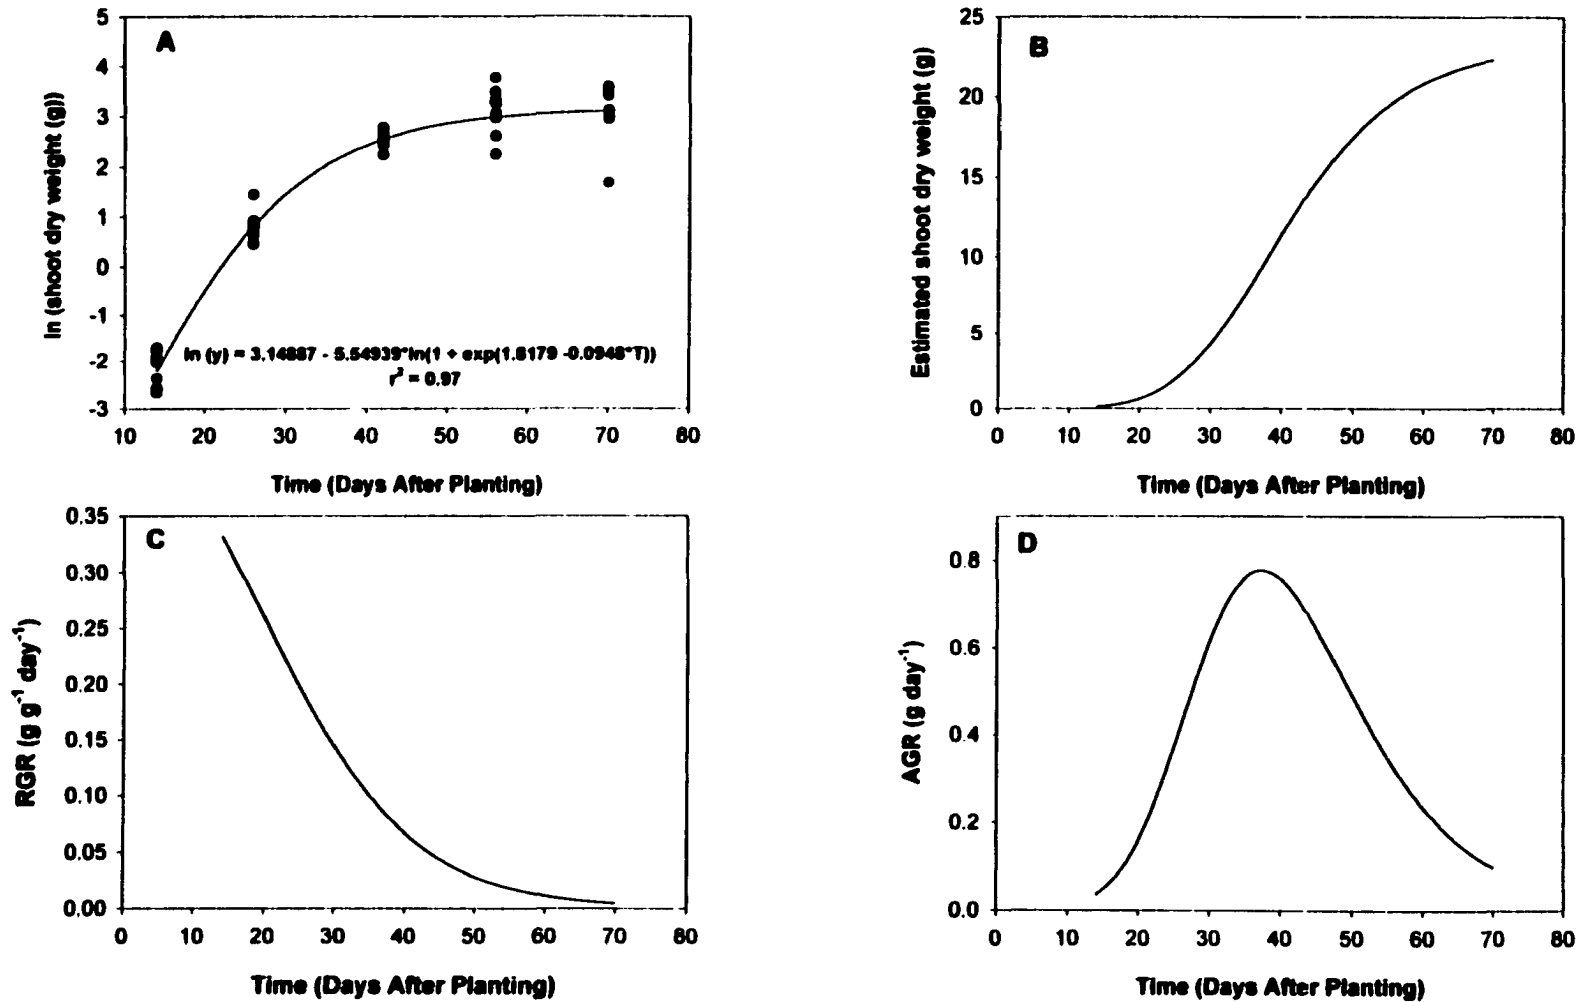 A
5
4
3
2
1
0
-1
-2
-3
ln (shoot dry weight (g))
ln (y) = 3.14887 - 5.54939*ln(1 + exp(1.8179 -0.0948*T))
r² = 0.97
10 20 30 40 50 60 70 80
Time (Days After Planting)
B
25
20
15
10
5
0
Estimated shoot dry weight (g)
0 10 20 30 40 50 60 70 80
Time (Days After Planting)
C
0.35
0.30
0.25
0.20
0.15
0.10
0.05
0.00
RGR (g g⁻¹ day⁻¹)
0 10 20 30 40 50 60 70 80
Time (Days After Planting)
D
0.8
0.6
0.4
0.2
0.0
AGR (g day⁻¹)
0 10 20 30 40 50 60 70 80
Time (Days After Planting)